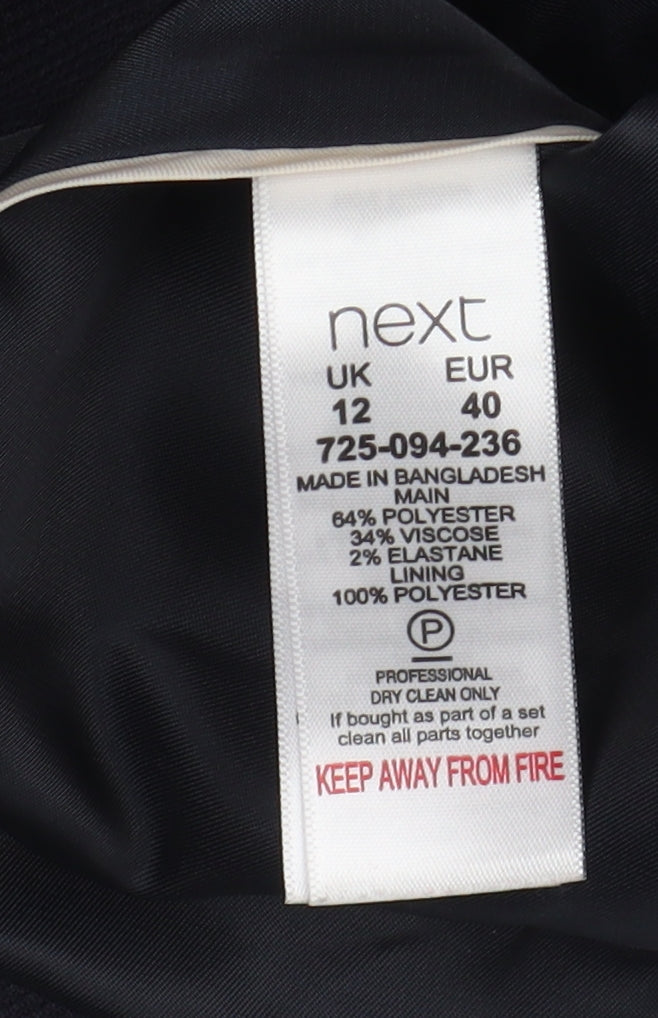 next
UK EUR
12 40
725-094-236
MADE IN BANGLADESH
MAIN
64% POLYESTER
34% VISCOSE
2% ELASTANE
LINING
100% POLYESTER
P
PROFESSIONAL
DRY CLEAN ONLY
If bought as part of a set
clean all parts together
KEEP AWAY FROM FIRE